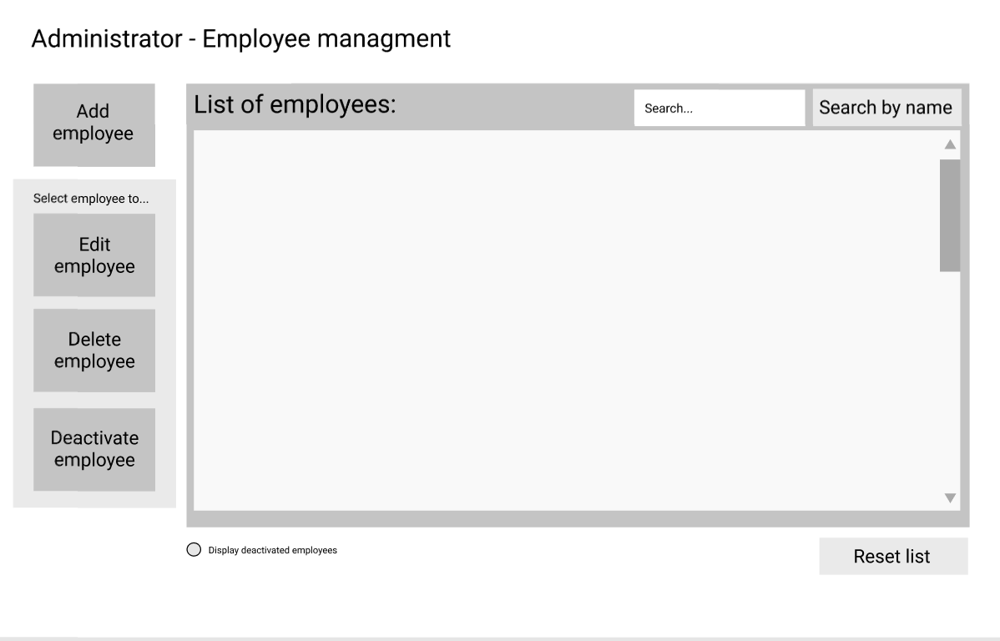 Administrator - Employee managment
Add
employee
List of employees:
Search...
Search by name
Select employee to...
Edit
employee
Delete
employee
Deactivate
employee
Display deactivated employees
Reset list